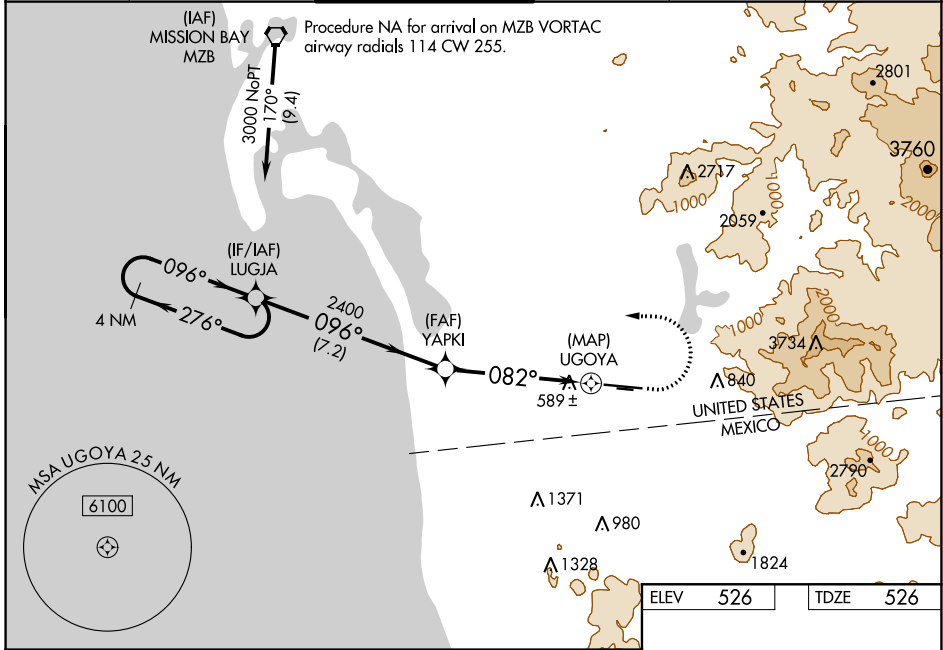 (IAF)
MISSION BAY
MZB
Procedure NA for arrival on MZB VORTAC
airway radials 114 CW 255.
3000 NoPT
170°
(9.4)
2801
3760
2717
1000
1000
2000
2059
(IF/IAF)
LUGJA
096°
276°
4 NM
2400
096°
(7.2)
(FAF)
YAPKI
082°
(MAP)
UGOYA
589 ±
2000
1000
3734
840
UNITED STATES
MEXICO
1000
2790
MSA UGOYA 25 NM
6100
1371
980
1328
1824
ELEV 526
TDZE 526